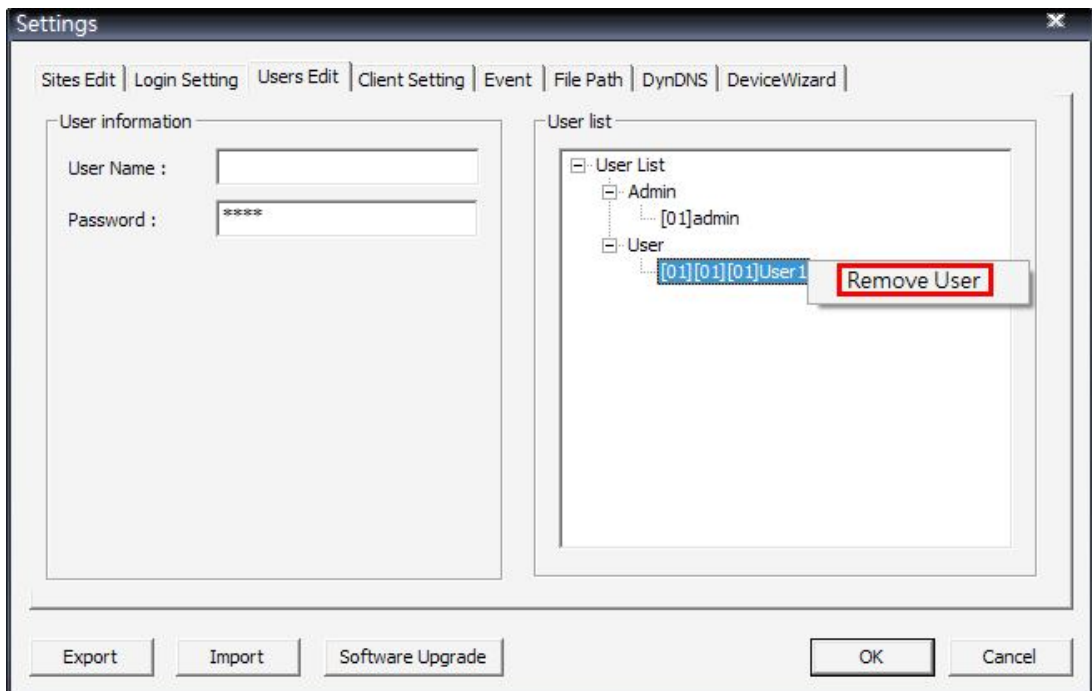 Settings
Sites Edit Login Setting Users Edit Client Setting Event File Path DynDNS DeviceWizard
User information
User Name :
Password : ****
User list
User List
Admin
[01]admin
User
[01][01][01]User1
Remove User
Export Import Software Upgrade OK Cancel